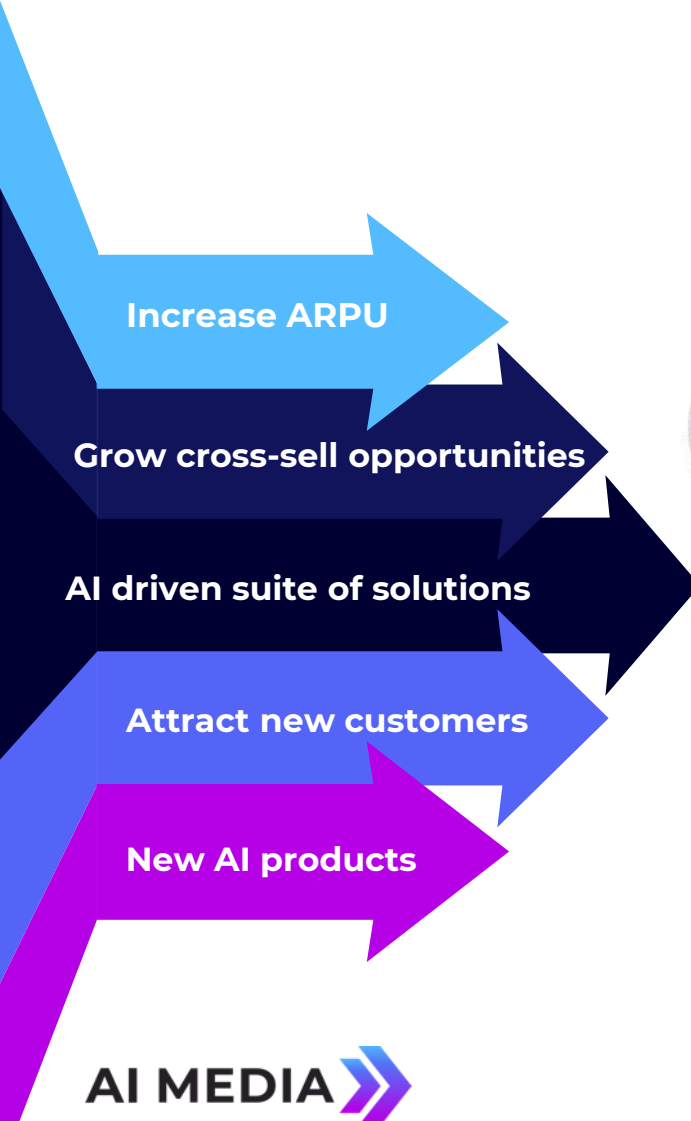 Increase ARPU
Grow cross-sell opportunities
AI driven suite of solutions
Attract new customers
New AI products
AI MEDIA